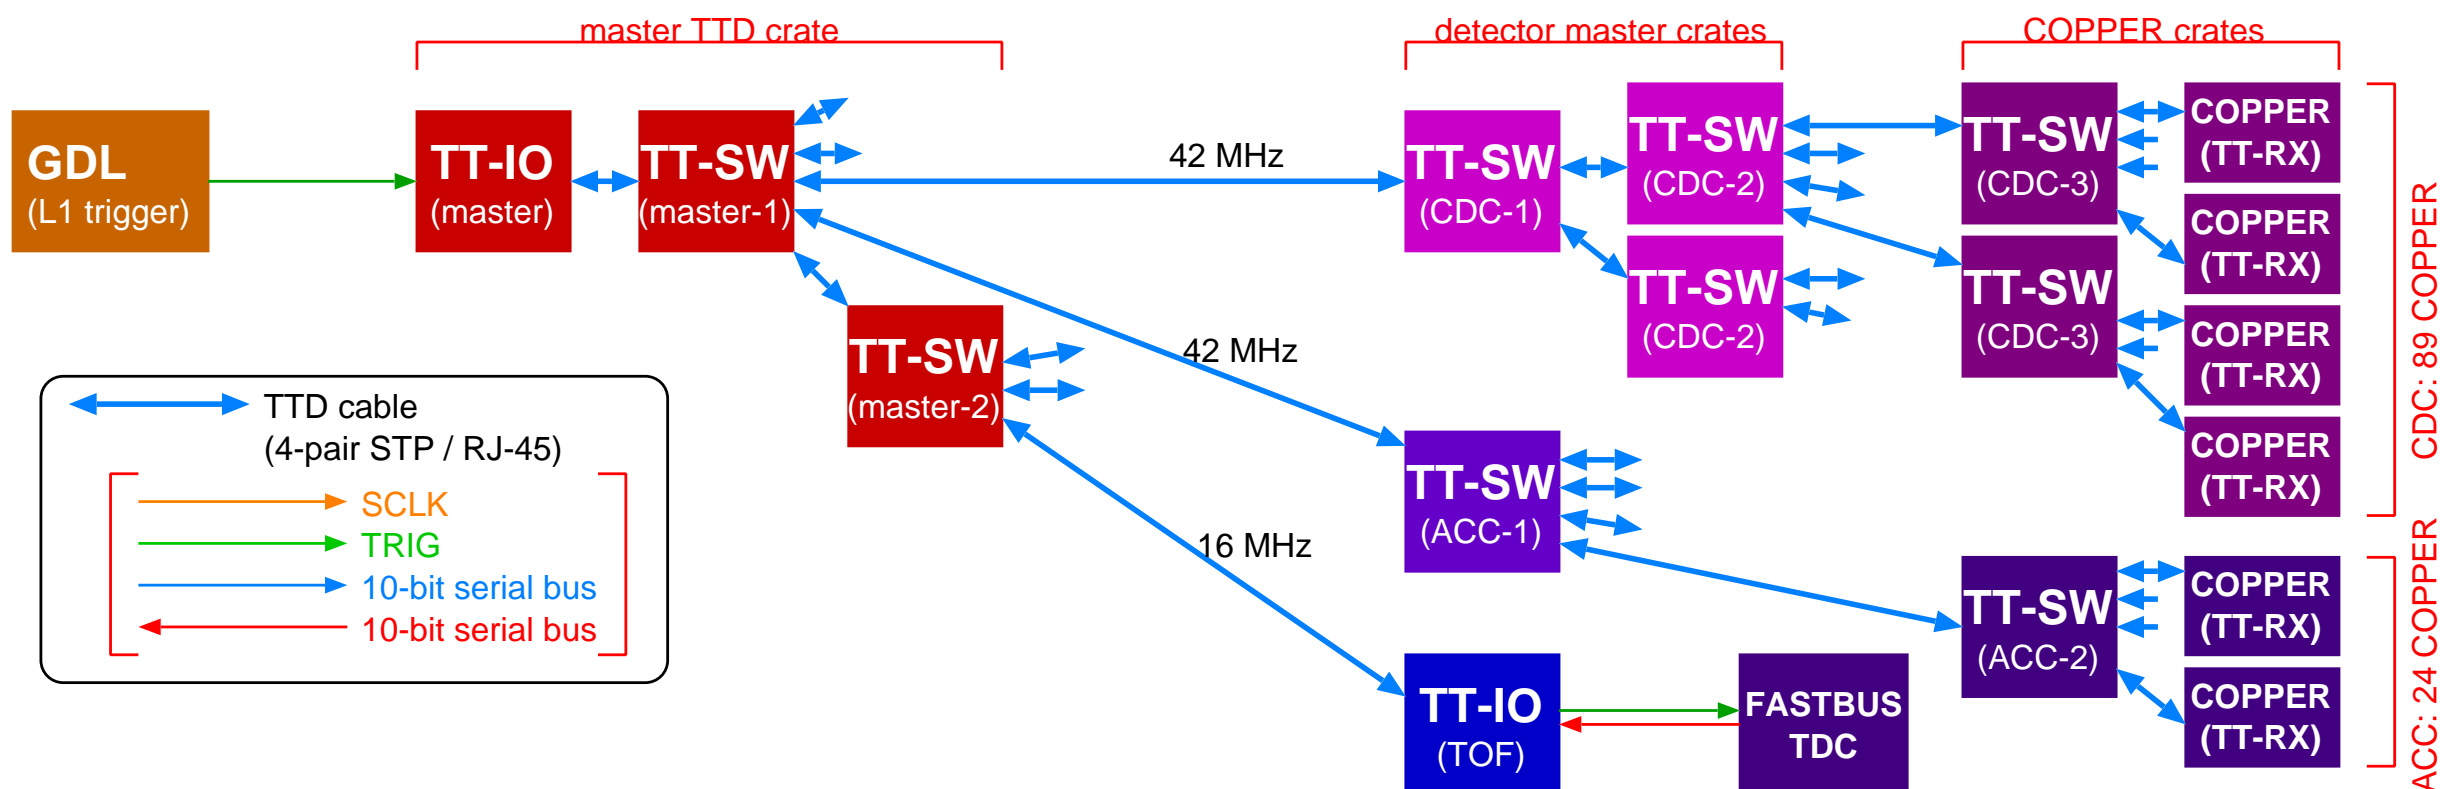 master TTD crate
detector master crates
COPPER crates
GDL
(L1 trigger)
TT-IO
(master)
TT-SW
(master-1)
42 MHz
TT-SW
(CDC-1)
TT-SW
(CDC-2)
TT-SW
(CDC-3)
COPPER
(TT-RX)
COPPER
(TT-RX)
TT-SW
(CDC-2)
TT-SW
(CDC-3)
COPPER
(TT-RX)
COPPER
(TT-RX)
CDC: 89 COPPER
TT-SW
(master-2)
42 MHz
TT-SW
(ACC-1)
16 MHz
TT-SW
(ACC-2)
COPPER
(TT-RX)
COPPER
(TT-RX)
ACC: 24 COPPER
TT-IO
(TOF)
FASTBUS
TDC
TTD cable
(4-pair STP / RJ-45)
SCLK
TRIG
10-bit serial bus
10-bit serial bus